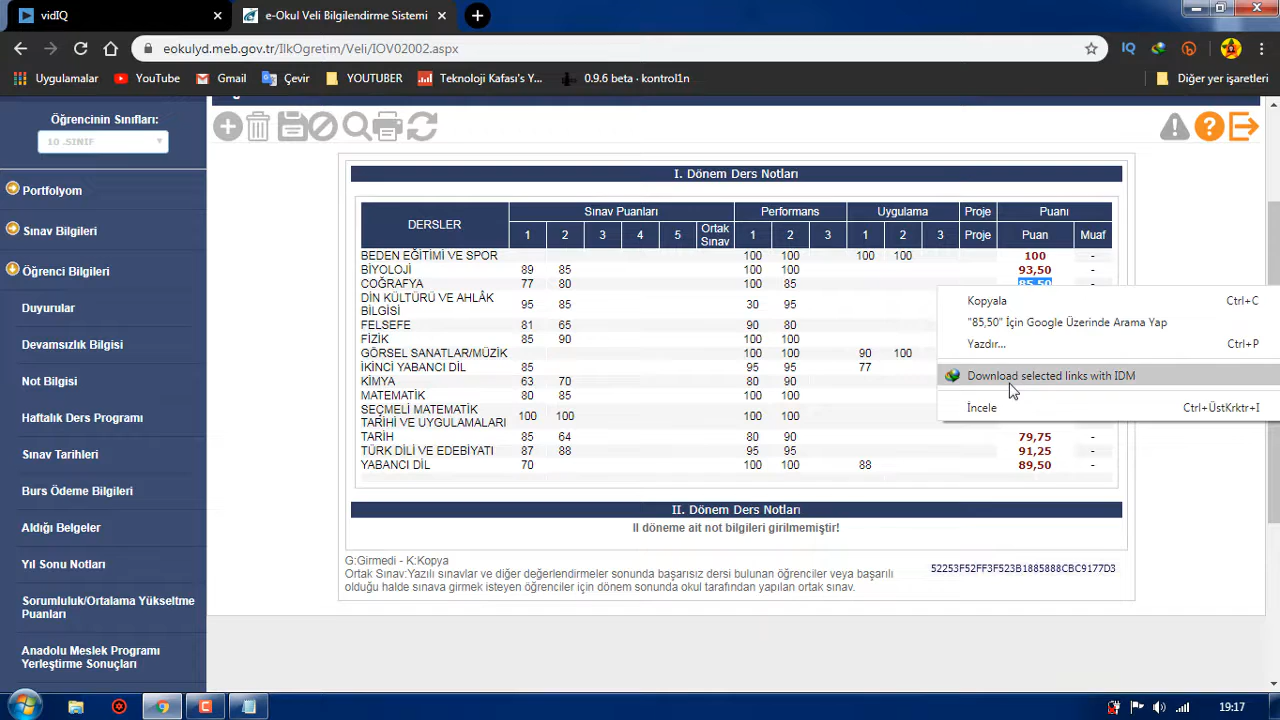 vidIQ
e-Okul Veli Bilgilendirme Sistemi
eokulyd.meb.gov.tr/IlkOgretim/Veli/IOV02002.aspx
Uygulamalar YouTube Gmail Çevir YOUTUBER Teknoloji Kafası's Y... 0.9.6 beta · kontrol1n Diğer yer işaretleri
Öğrencinin Sınıfları:
10 .SINIF
Portfolyom
Sınav Bilgileri
Öğrenci Bilgileri
Duyurular
Devamsızlık Bilgisi
Not Bilgisi
Haftalık Ders Programı
Sınav Tarihleri
Burs Ödeme Bilgileri
Aldığı Belgeler
Yıl Sonu Notları
Sorumluluk/Ortalama Yükseltme
Puanları
Anadolu Meslek Programı
Yerleştirme Sonuçları
I. Dönem Ders Notları
DERSLER Sınav Puanları Performans Uygulama Proje Puanı
1 2 3 4 5 Ortak Sınav 1 2 3 1 2 3 Proje Puan Muaf
BEDEN EĞİTİMİ VE SPOR 100 100 100 100 100 -
BİYOLOJİ 89 85 100 100 93,50 -
COĞRAFYA 77 80 100 85 85,50
DİN KÜLTÜRÜ VE AHLÂK
BİLGİSİ 95 85 30 95
FELSEFE 81 65 90 80
FİZİK 85 85 100 90
GÖRSEL SANATLAR/MÜZİK 90 100
İKİNCİ YABANCI DİL 85 95 95 77
KİMYA 63 70 80 90
MATEMATİK 80 85 100 100
SEÇMELİ MATEMATİK
TARİHİ VE UYGULAMALARI 100 100 100 100
TARİH 85 64 80 90 79,75 -
TÜRK DİLİ VE EDEBİYATI 87 88 95 95 91,25 -
YABANCI DİL 70 100 100 88 89,50 -
Kopyala Ctrl+C
"85,50" İçin Google Üzerinde Arama Yap
Yazdır... Ctrl+P
Download selected links with IDM
İncele Ctrl+ÜstKrktr+I
II. Dönem Ders Notları
II döneme ait not bilgileri girilmemiştir!
G:Girmedi - K:Kopya
Ortak Sınav:Yazılı sınavlar ve diğer değerlendirmeler sonunda başarısız dersi bulunan öğrenciler veya başarılı
olduğu halde sınava girmek isteyen öğrenciler için dönem sonunda okul tarafından yapılan ortak sınav.
52253F52FF3F523B1885888CBC9177D3
19:17